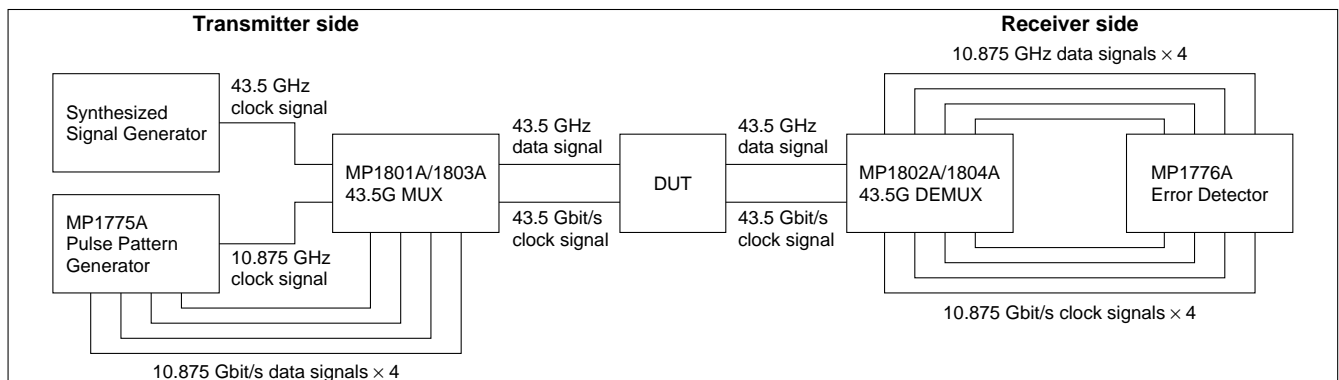 Transmitter side
Receiver side
10.875 GHz data signals × 4
Synthesized
Signal Generator
43.5 GHz
clock signal
MP1775A
Pulse Pattern
Generator
10.875 GHz
clock signal
10.875 Gbit/s data signals × 4
MP1801A/1803A
43.5G MUX
43.5 GHz
data signal
43.5 Gbit/s
clock signal
DUT
43.5 GHz
data signal
43.5 Gbit/s
clock signal
MP1802A/1804A
43.5G DEMUX
MP1776A
Error Detector
10.875 Gbit/s clock signals × 4